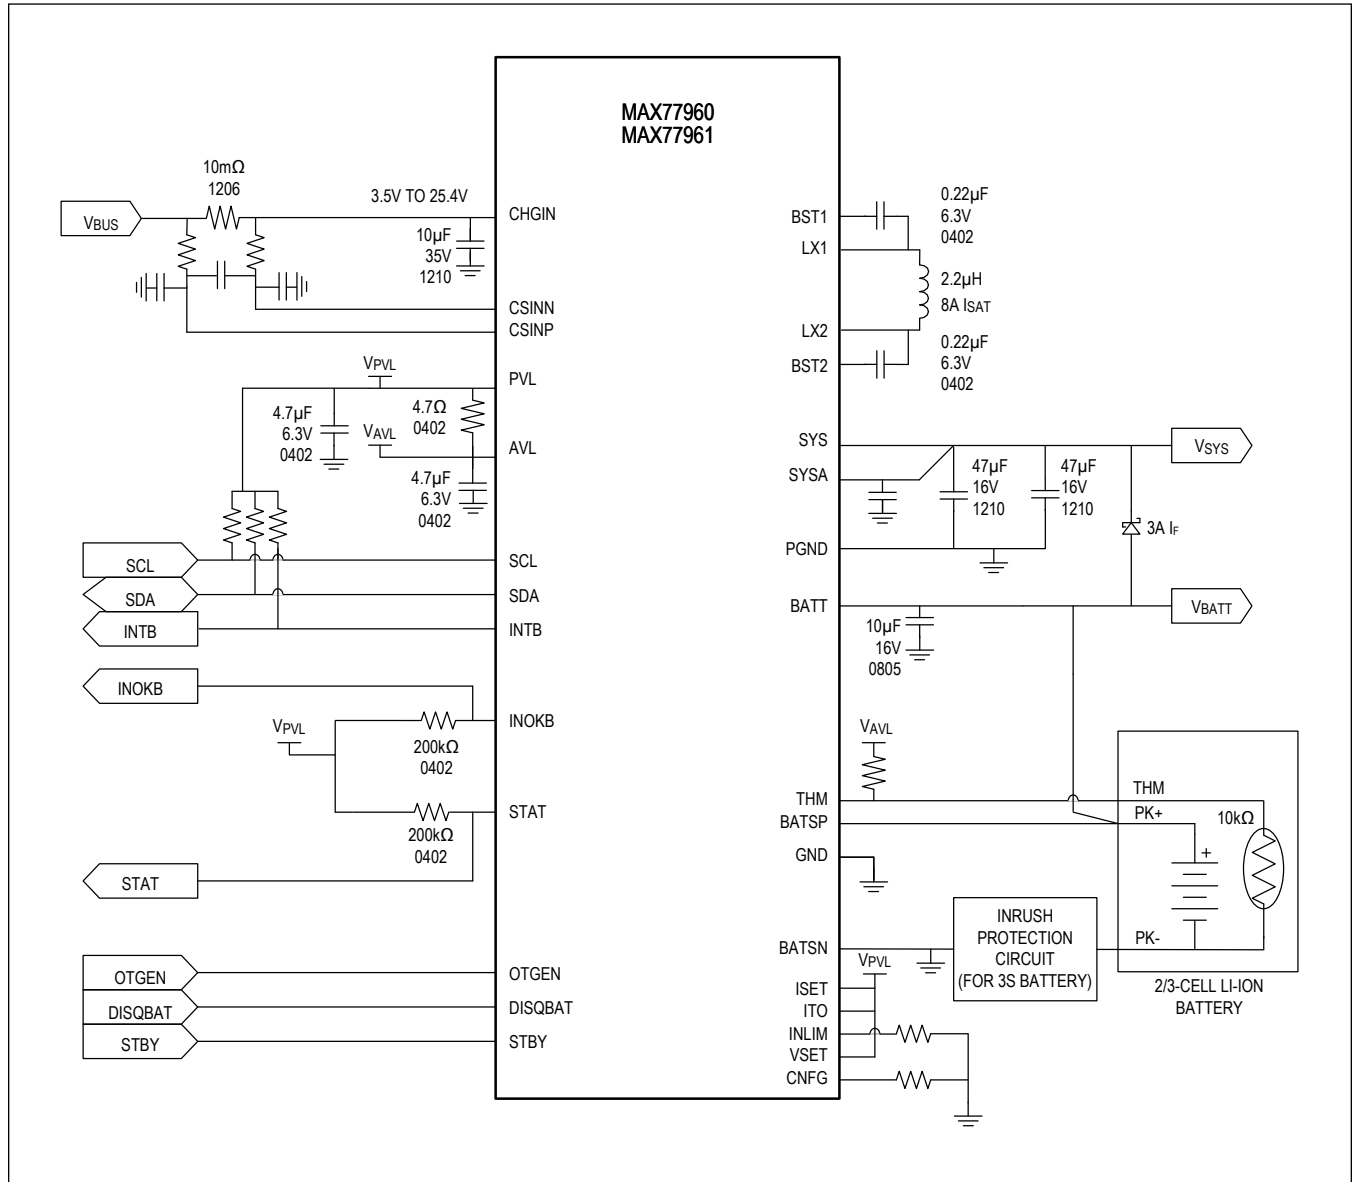 MAX77960
MAX77961
10mΩ
1206
3.5V TO 25.4V
VBUS
CHGIN
10µF
35V
1210
CSINN
CSINP
VPVL
PVL
4.7µF
6.3V
0402
4.7Ω
0402
VAVL
AVL
4.7µF
6.3V
0402
SCL
SCL
SDA
SDA
INTB
INTB
INOKB
INOKB
VPVL
200kΩ
0402
STAT
200kΩ
0402
STAT
OTGEN
OTGEN
DISQBAT
DISQBAT
STBY
STBY
BST1
0.22µF
6.3V
0402
LX1
2.2µH
8A ISAT
LX2
BST2
0.22µF
6.3V
0402
SYS
VSYS
SYSA
47µF
16V
1210
47µF
16V
1210
3A IF
PGND
BATT
VBATT
10µF
16V
0805
VAVL
THM
THM
BATSP
PK+
10kΩ
+
GND
BATSN
INRUSH
PROTECTION
CIRCUIT
(FOR 3S BATTERY)
PK-
2/3-CELL LI-ION
BATTERY
VPVL
ISET
ITO
INLIM
VSET
CNFG